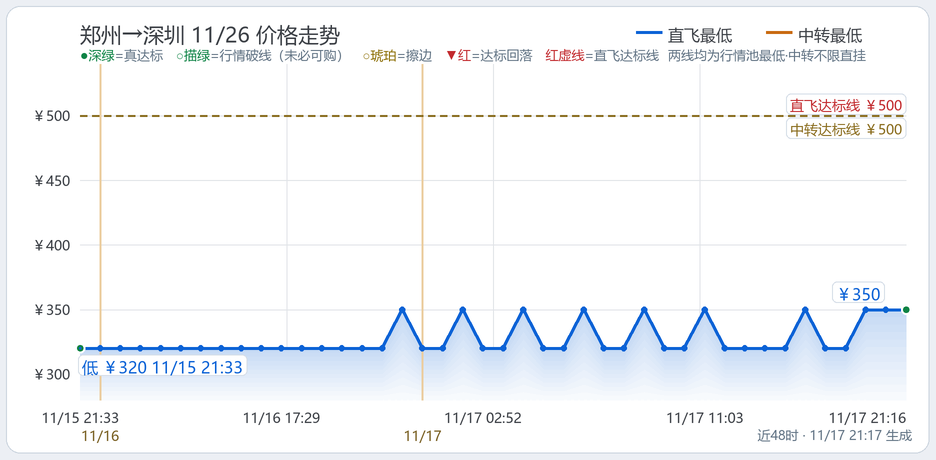 郑州→深圳 11/26 价格走势
直飞最低 中转最低
●深绿=真达标 ○描绿=行情破线（未必可购） ○琥珀=擦边 ▼红=达标回落 红虚线=直飞达标线 两线均为行情池最低·中转不限直挂
直飞达标线 ¥500
¥500
中转达标线 ¥500
¥450
¥400
¥350
¥350
¥300
低 ¥320 11/15 21:33
11/15 21:33 11/16 17:29 11/17 02:52 11/17 11:03 11/17 21:16
11/16 11/17
近48时 · 11/17 21:17 生成